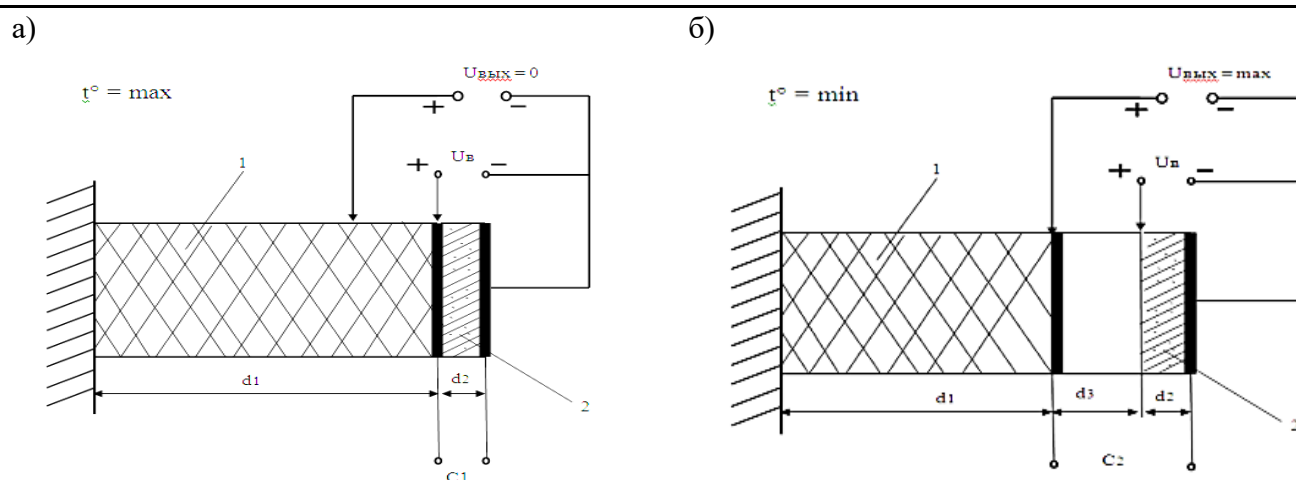 а)
б)
Uвых = 0
t° = max
+
−
Uв
+
−
1
d1
d2
2
C1
Uвых = max
t° = min
+
−
Uп
+
−
1
d1
d3
d2
2
C2